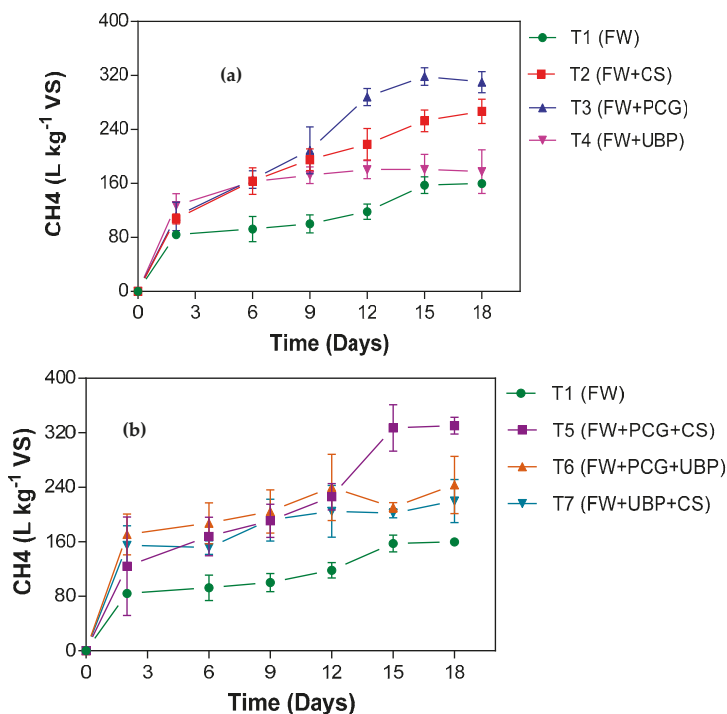 (a)
CH4 (L kg⁻¹ VS)
400
320
240
160
80
0
0 3 6 9 12 15 18
Time (Days)
T1 (FW)
T2 (FW+CS)
T3 (FW+PCG)
T4 (FW+UBP)
(b)
CH4 (L kg⁻¹ VS)
400
320
240
160
80
0
0 3 6 9 12 15 18
Time (Days)
T1 (FW)
T5 (FW+PCG+CS)
T6 (FW+PCG+UBP)
T7 (FW+UBP+CS)